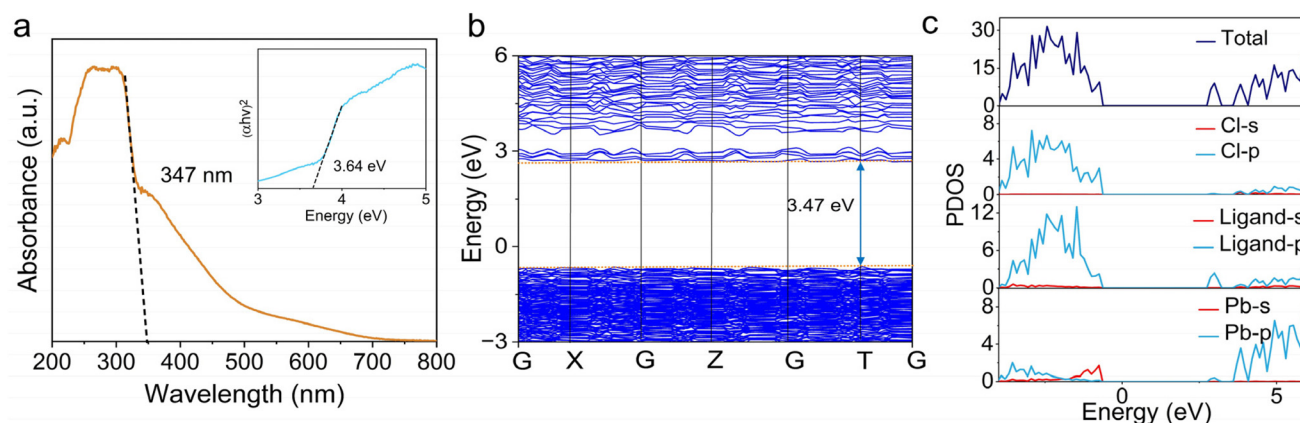 a
Absorbance (a.u.)
347 nm
200 300 400 500 600 700 800
Wavelength (nm)
(αhν)²
3.64 eV
3 4 5
Energy (eV)
b
Energy (eV)
6
3
0
−3
3.47 eV
G X G Z G T G
c
PDOS
30
15
0
Total
8
4
0
Cl-s
Cl-p
12
6
0
Ligand-s
Ligand-p
8
4
0
Pb-s
Pb-p
0 5
Energy (eV)